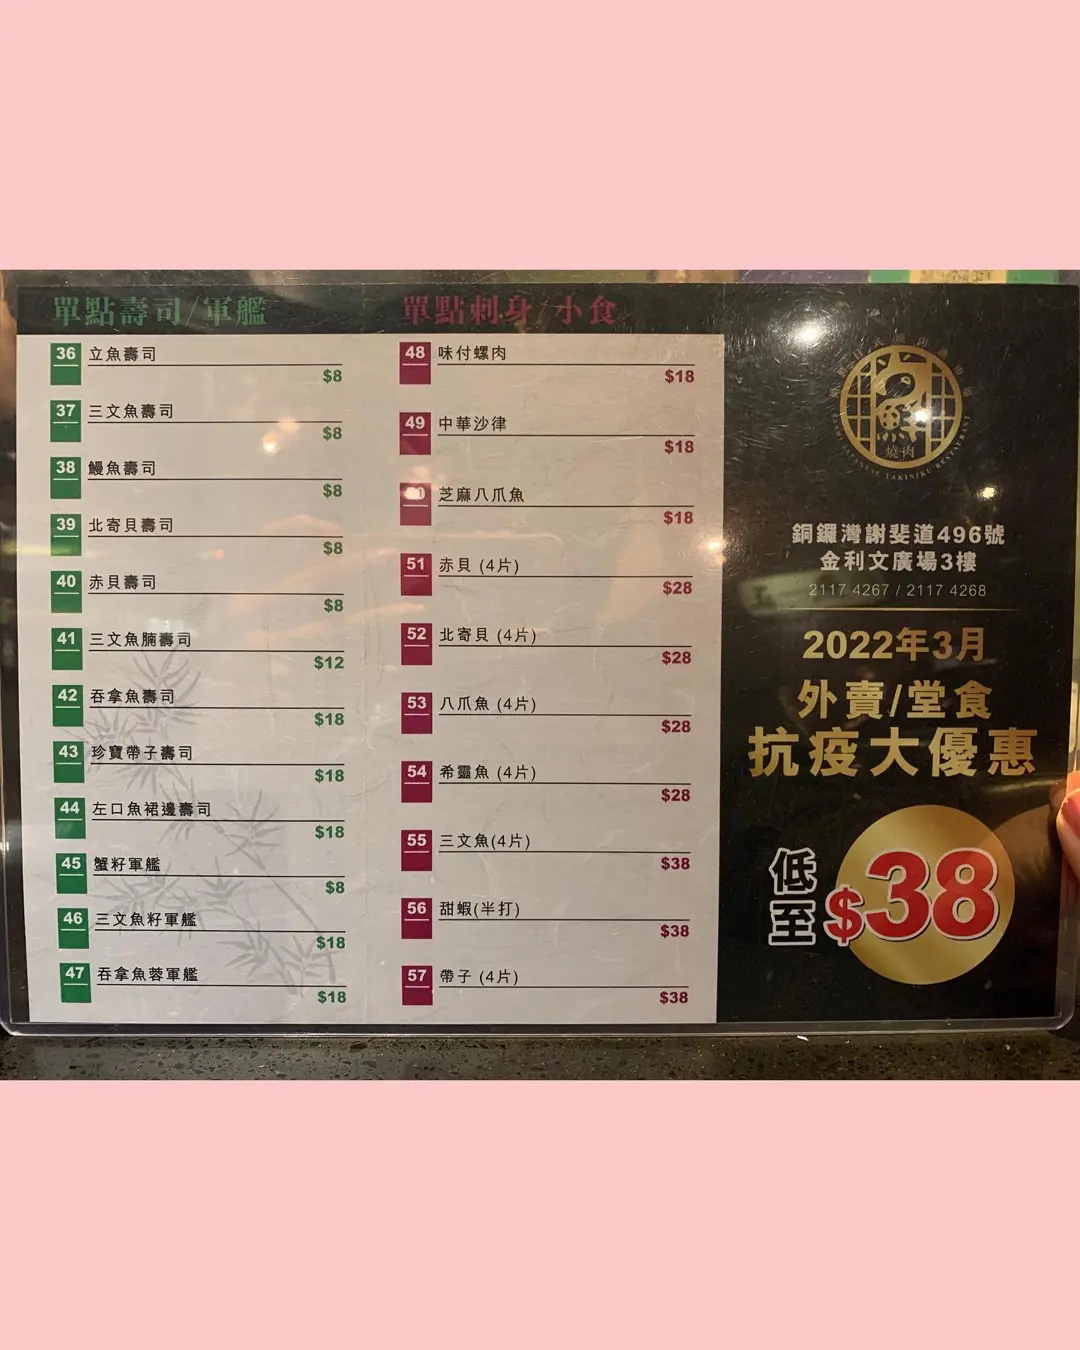 單點壽司/軍艦
36 立魚壽司
$8
37 三文魚壽司
$8
38 鰻魚壽司
$8
39 北寄貝壽司
$8
40 赤貝壽司
$8
41 三文魚腩壽司
$12
42 吞拿魚壽司
$18
43 珍寶帶子壽司
$18
44 左口魚裙邊壽司
$18
45 蟹籽軍艦
$8
46 三文魚籽軍艦
$18
47 吞拿魚蓉軍艦
$18
單點刺身/小食
48 味付螺肉
$18
49 中華沙律
$18
芝麻八爪魚
$18
51 赤貝 (4片)
$28
52 北寄貝 (4片)
$28
53 八爪魚 (4片)
$28
54 希靈魚 (4片)
$28
55 三文魚(4片)
$38
56 甜蝦(半打)
$38
57 帶子 (4片)
$38
燒肉
JAPANESE YAKINIKU RESTAURANT
銅鑼灣謝斐道496號
金利文廣場3樓
2117 4267 / 2117 4268
2022年3月
外賣/堂食
抗疫大優惠
低至$38